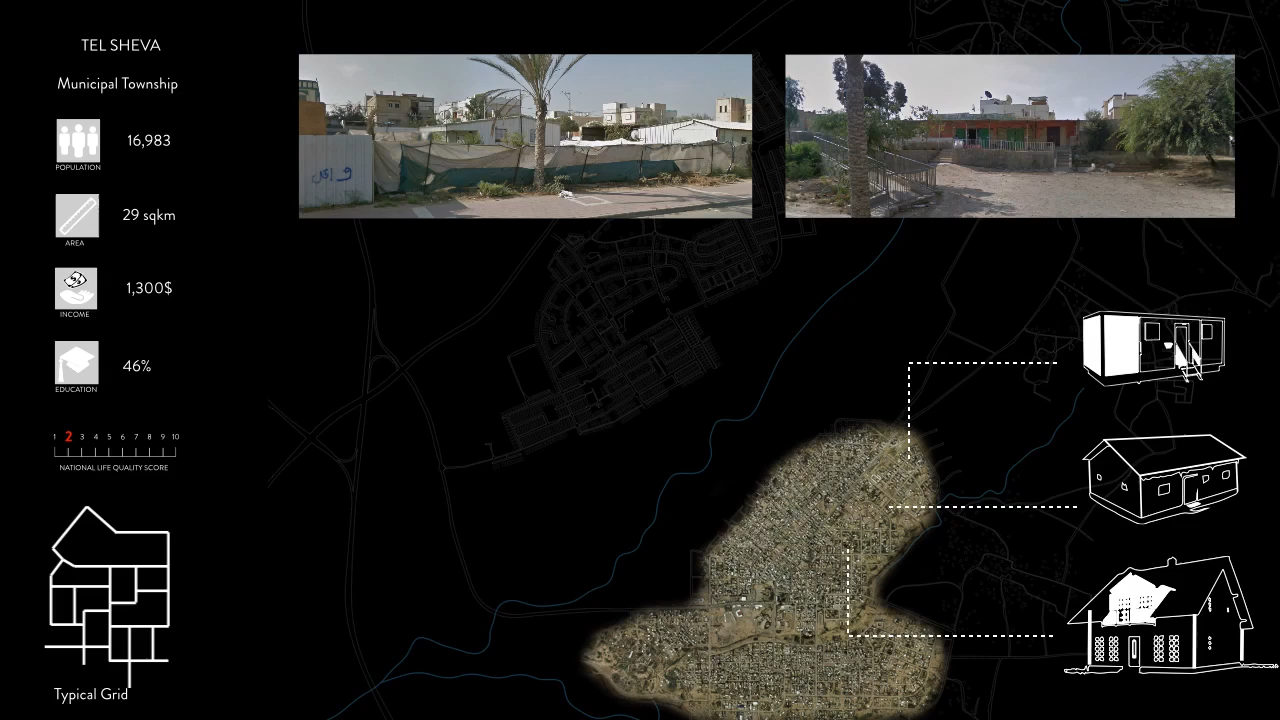 TEL SHEVA
Municipal Township
16,983
POPULATION
29 sqkm
AREA
1,300$
INCOME
46%
EDUCATION
1 2 3 4 5 6 7 8 9 10
NATIONAL LIFE QUALITY SCORE
Typical Grid